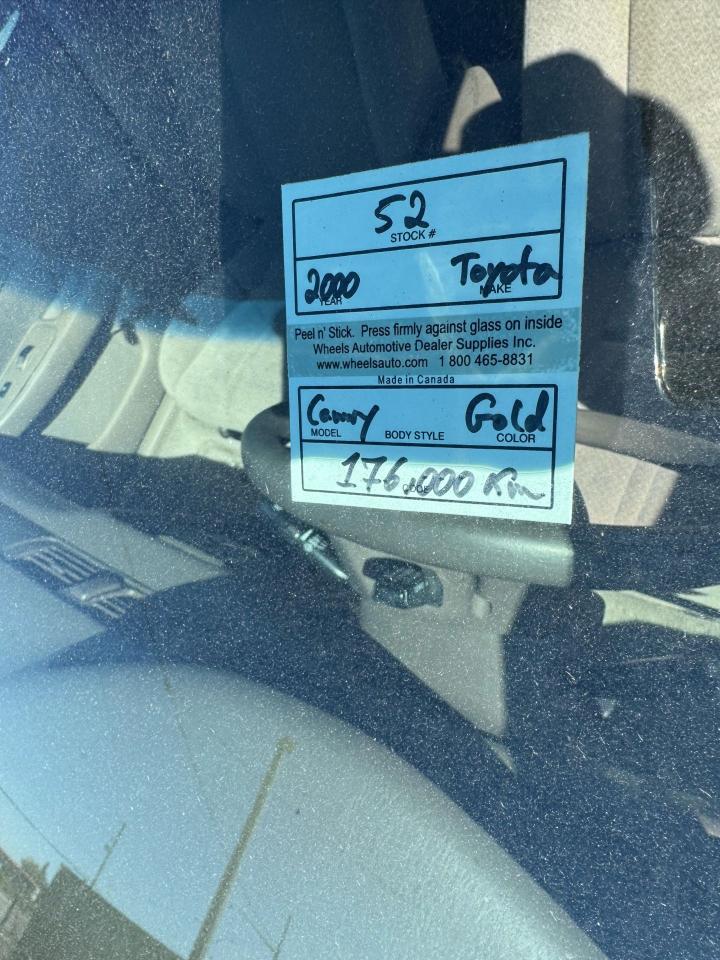 52
STOCK #
2000 Toyota
YEAR MAKE
Peel n' Stick. Press firmly against glass on inside
Wheels Automotive Dealer Supplies Inc.
www.wheelsauto.com 1 800 465-8831
Made in Canada
Camry Gold
MODEL BODY STYLE COLOR
176,000 Km
CODE